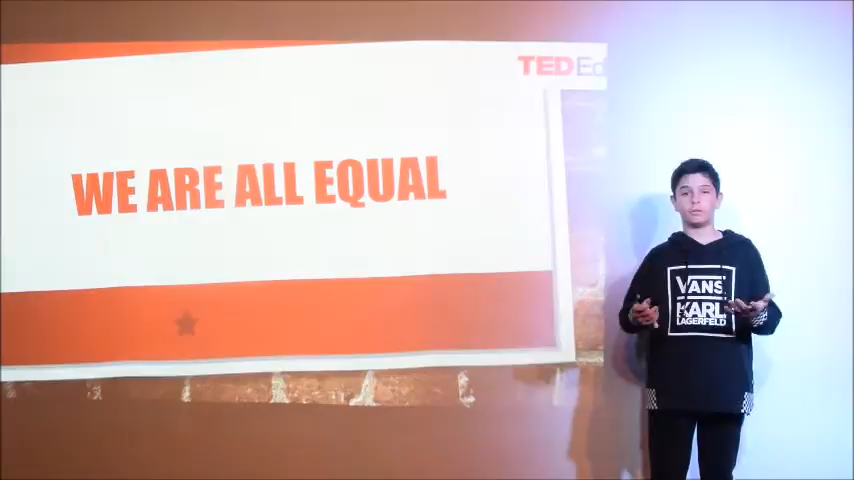 TEDEd
WE ARE ALL EQUAL
VANS
KARL
LAGERFELD